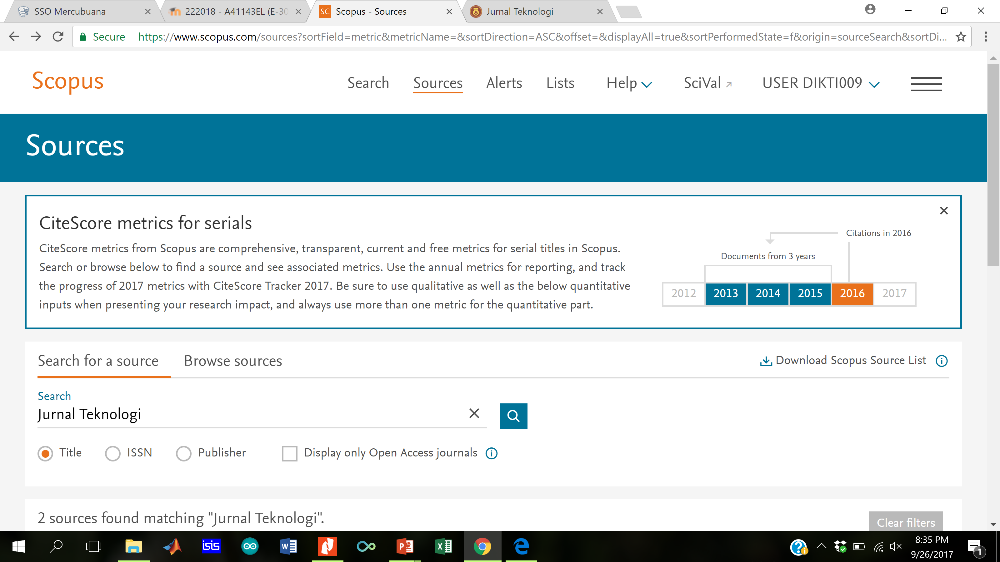 SSO Mercubuana
222018 - A41143EL (E-30
SC Scopus - Sources
Jurnal Teknologi
Secure https://www.scopus.com/sources?sortField=metric&metricName=&sortDirection=ASC&offset=&displayAll=true&sortPerformedState=f&origin=sourceSearch&sortDi...
Scopus
Search Sources Alerts Lists Help SciVal USER DIKTI009
Sources
CiteScore metrics for serials
CiteScore metrics from Scopus are comprehensive, transparent, current and free metrics for serial titles in Scopus.
Search or browse below to find a source and see associated metrics. Use the annual metrics for reporting, and track
the progress of 2017 metrics with CiteScore Tracker 2017. Be sure to use qualitative as well as the below quantitative
inputs when presenting your research impact, and always use more than one metric for the quantitative part.
Citations in 2016
Documents from 3 years
2012 2013 2014 2015 2016 2017
Search for a source Browse sources
Download Scopus Source List
Search
Jurnal Teknologi
Title ISSN Publisher Display only Open Access journals
2 sources found matching "Jurnal Teknologi".
Clear filters
isis
8:35 PM
9/26/2017
1